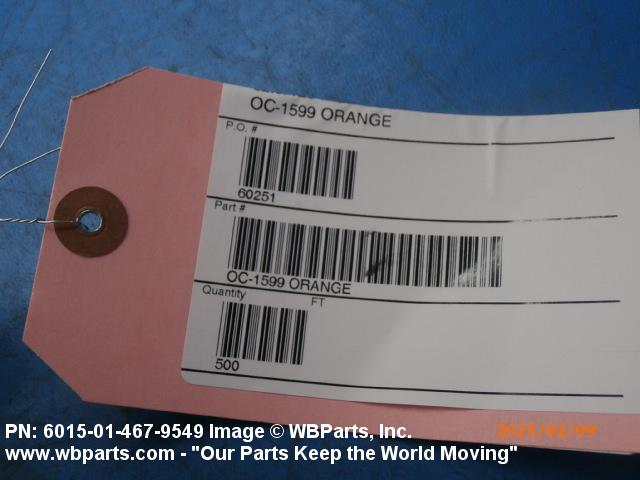 OC-1599 ORANGE
P.O. #
60251
Part #
OC-1599 ORANGE
Quantity FT
500
2021/02/09
PN: 6015-01-467-9549 Image © WBParts, Inc.
www.wbparts.com - "Our Parts Keep the World Moving"